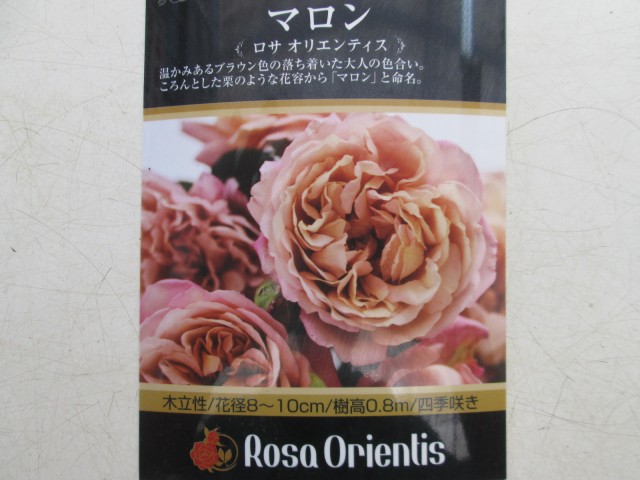 マロン
《 ロサ オリエンティス 》
温かみあるブラウン色の落ち着いた大人の色合い。
ころんとした栗のような花容から「マロン」と命名。
木立性/花径8〜10cm/樹高0.8m/四季咲き
Rosa Orientis